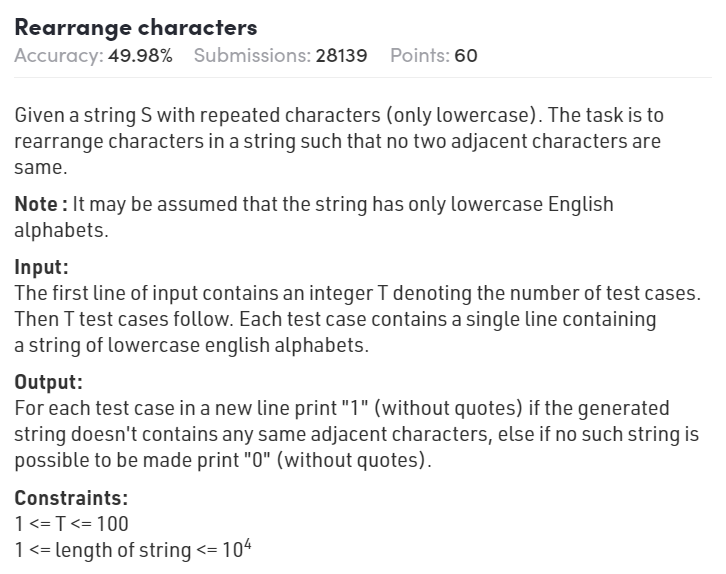 Rearrange characters
Accuracy: 49.98% Submissions: 28139 Points: 60
Given a string S with repeated characters (only lowercase). The task is to
rearrange characters in a string such that no two adjacent characters are
same.
Note : It may be assumed that the string has only lowercase English
alphabets.
Input:
The first line of input contains an integer T denoting the number of test cases.
Then T test cases follow. Each test case contains a single line containing
a string of lowercase english alphabets.
Output:
For each test case in a new line print "1" (without quotes) if the generated
string doesn't contains any same adjacent characters, else if no such string is
possible to be made print "0" (without quotes).
Constraints:
1 <= T <= 100
1 <= length of string <= 10⁴